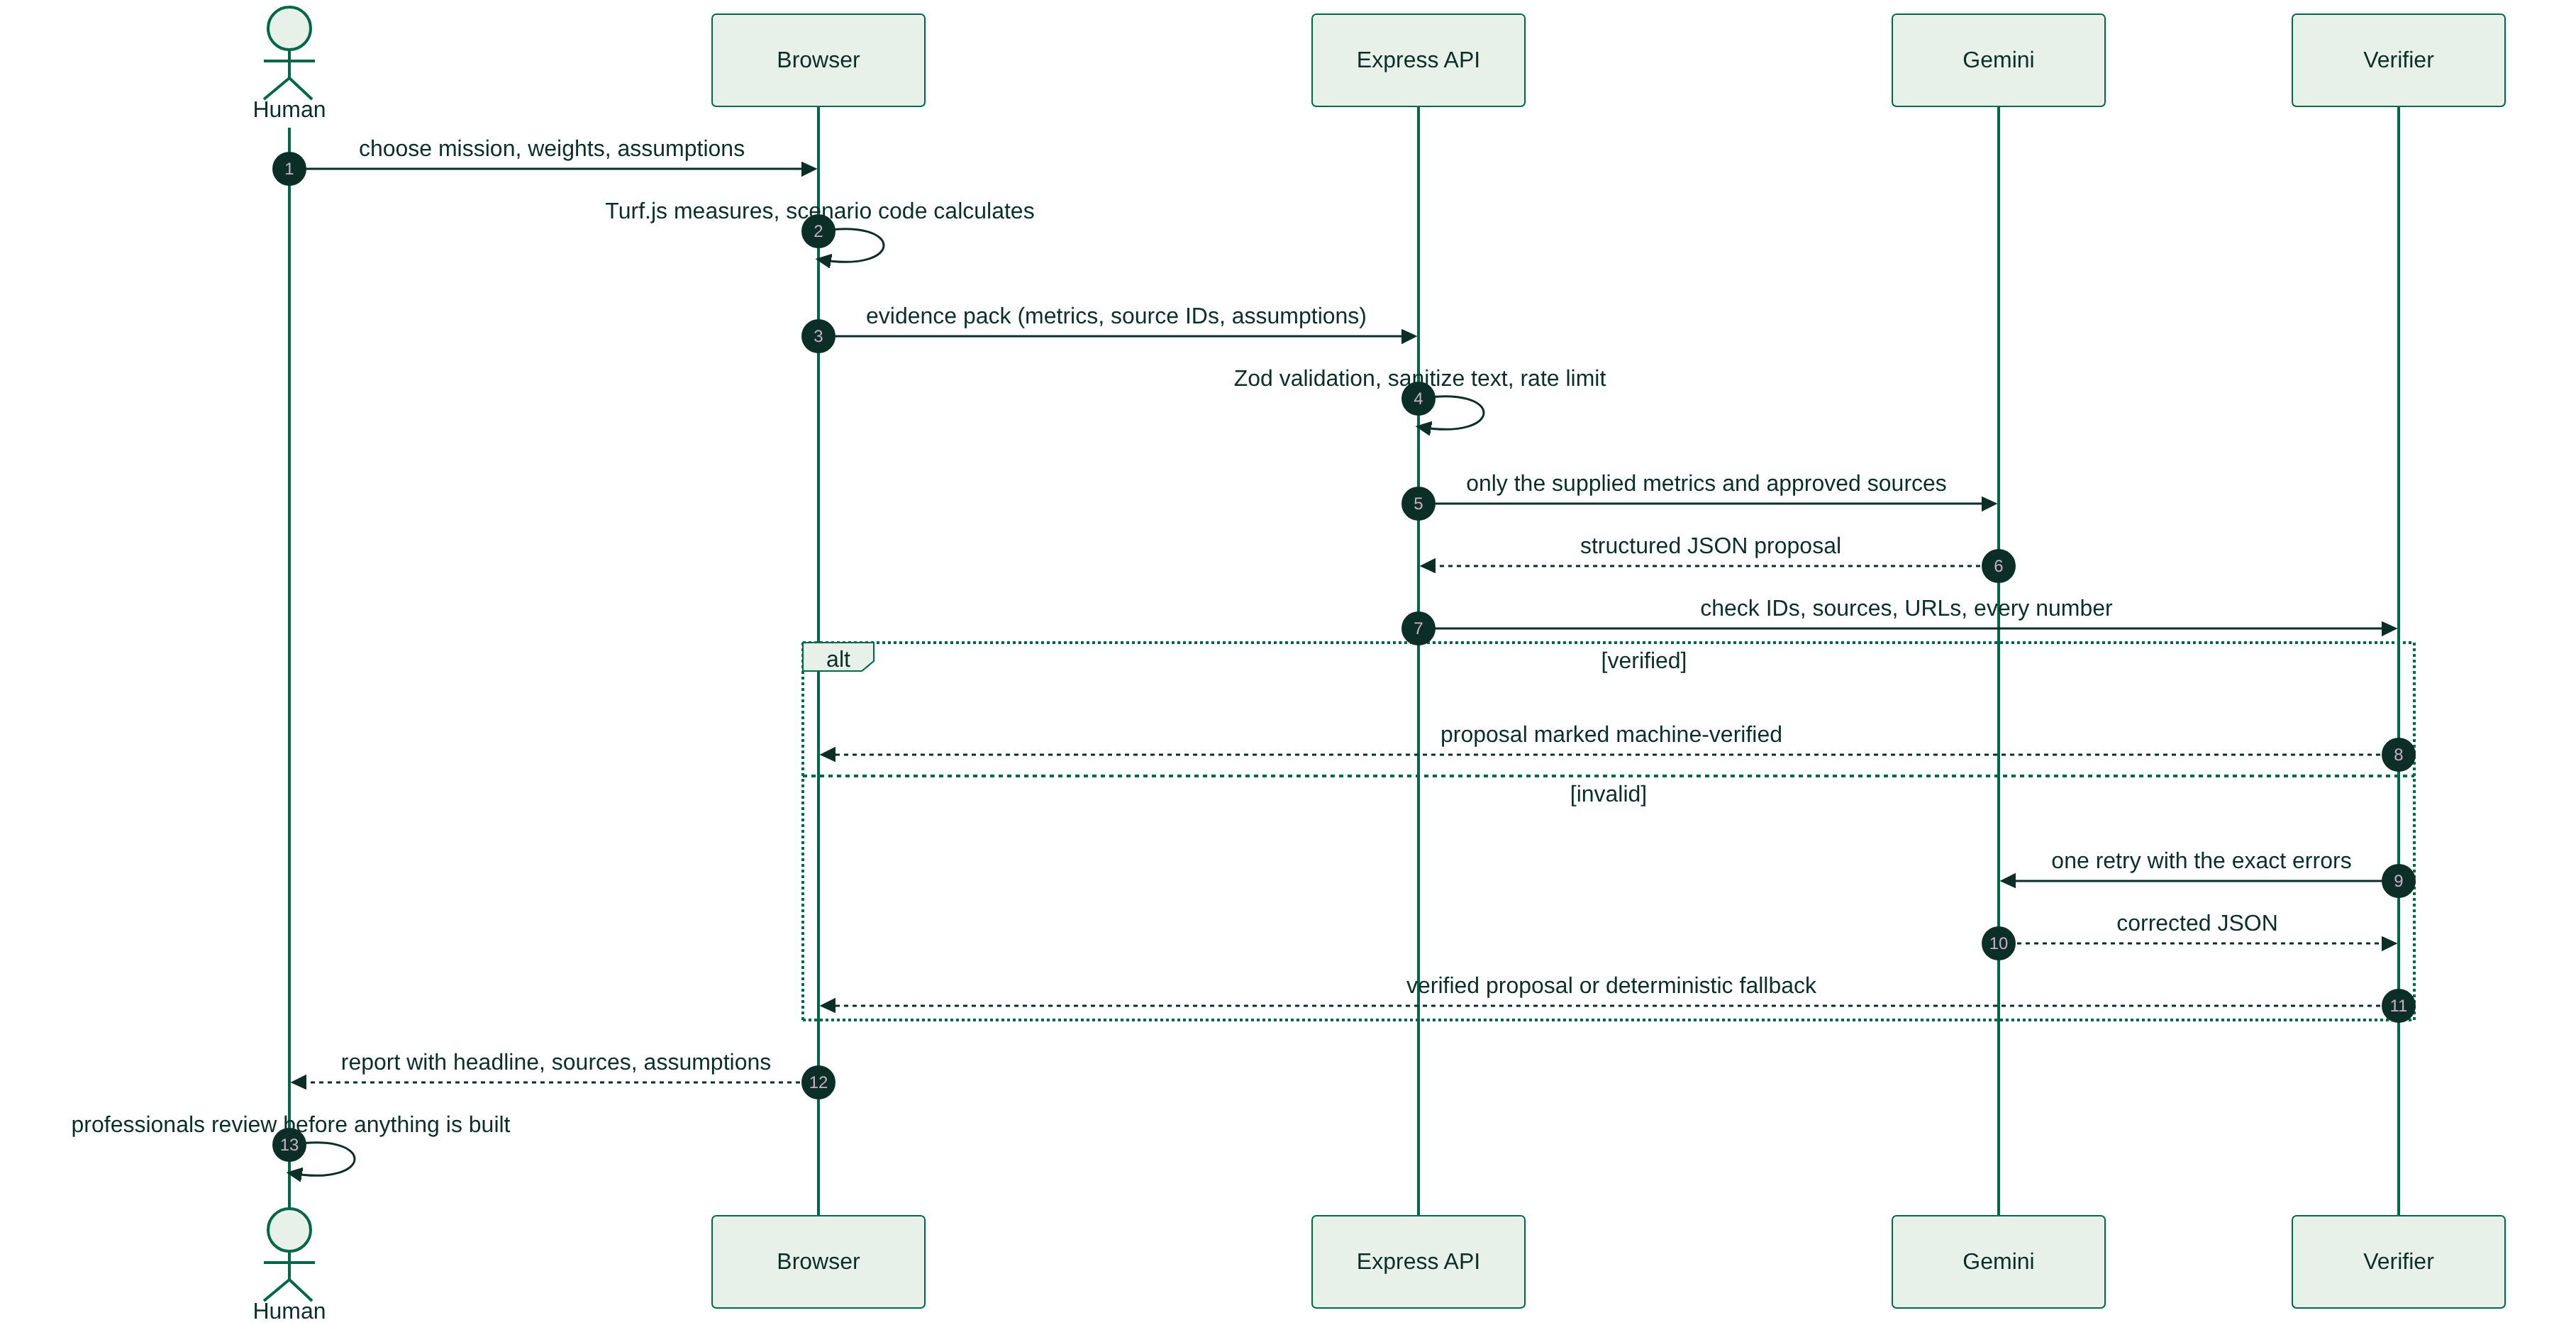 Human
Browser
Express API
Gemini
Verifier
choose mission, weights, assumptions
1
Turf.js measures, scenario code calculates
2
evidence pack (metrics, source IDs, assumptions)
3
Zod validation, sanitize text, rate limit
4
only the supplied metrics and approved sources
5
structured JSON proposal
6
check IDs, sources, URLs, every number
7
alt
[verified]
proposal marked machine-verified
8
[invalid]
one retry with the exact errors
9
corrected JSON
10
verified proposal or deterministic fallback
11
report with headline, sources, assumptions
12
professionals review before anything is built
13
Human
Browser
Express API
Gemini
Verifier